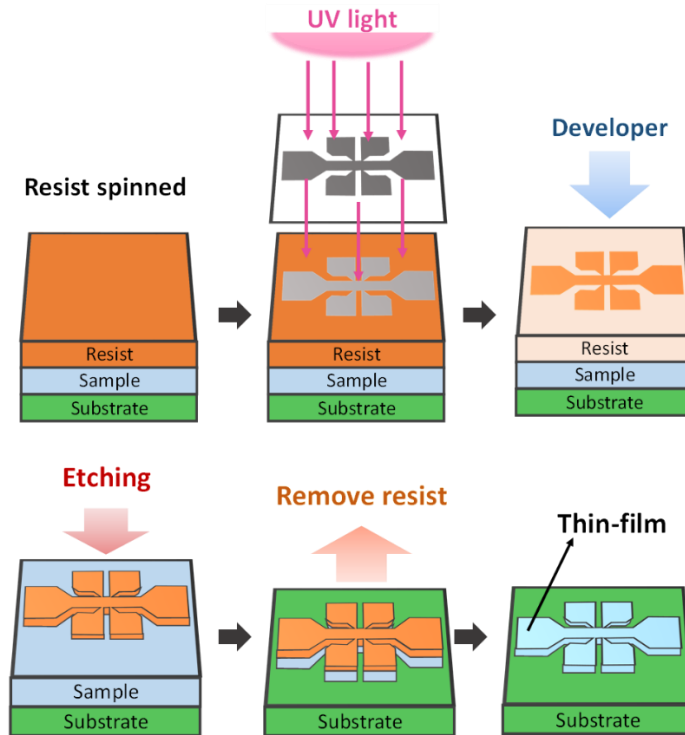 UV light
Resist spinned
Developer
Resist
Sample
Substrate
Resist
Sample
Substrate
Resist
Sample
Substrate
Etching
Remove resist
Thin-film
Sample
Substrate
Substrate
Substrate